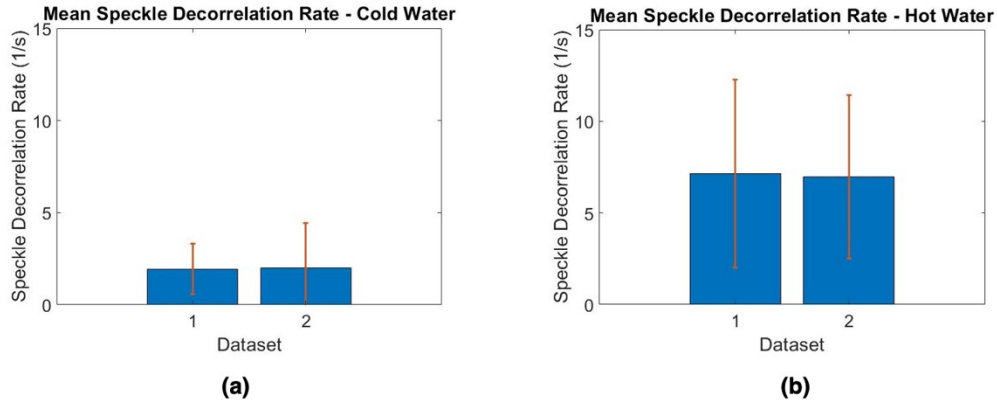 Mean Speckle Decorrelation Rate - Cold Water
15
10
5
0
Speckle Decorrelation Rate (1/s)
1 2
Dataset
(a)
Mean Speckle Decorrelation Rate - Hot Water
15
10
5
0
Speckle Decorrelation Rate (1/s)
1 2
Dataset
(b)